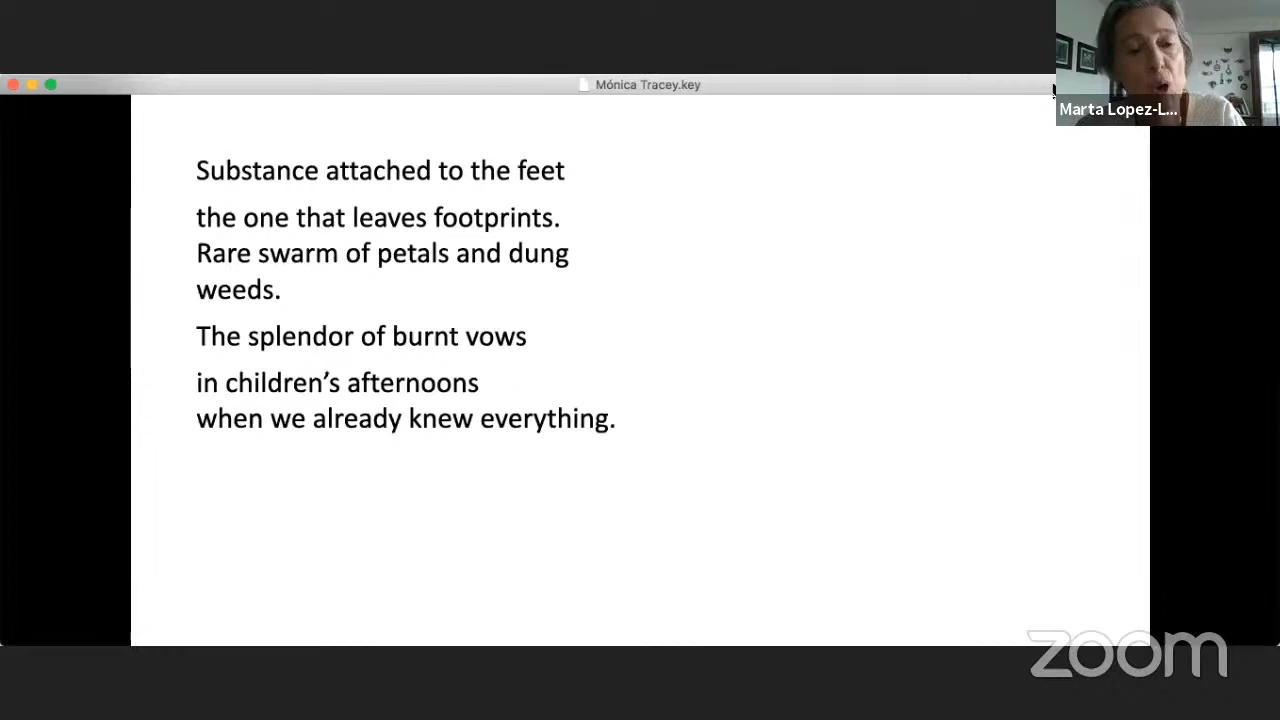 Mónica Tracey.key
Marta Lopez-L...
Substance attached to the feet
the one that leaves footprints.
Rare swarm of petals and dung
weeds.
The splendor of burnt vows
in children’s afternoons
when we already knew everything.
zoom